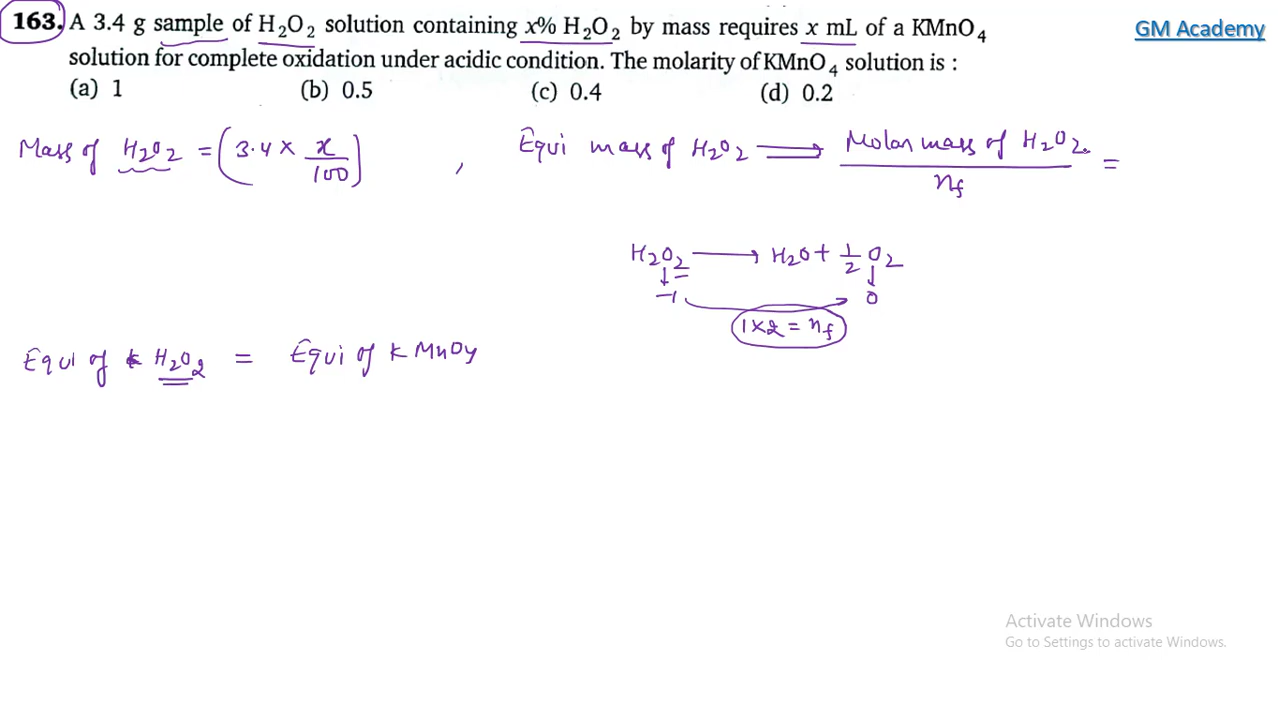 163. A 3.4 g sample of H₂O₂ solution containing x% H₂O₂ by mass requires x mL of a KMnO₄
GM Academy
solution for complete oxidation under acidic condition. The molarity of KMnO₄ solution is :
(a) 1 (b) 0.5 (c) 0.4 (d) 0.2
Mass of H₂O₂ = (3.4 × x/100) , Equi mass of H₂O₂ ⟶ Molar mass of H₂O₂/n_f =
H₂O₂ ⟶ H₂O + 1/2 O₂
-1 0
1×2 = n_f
Equi of H₂O₂ = Equi of KMnO₄
Activate Windows
Go to Settings to activate Windows.